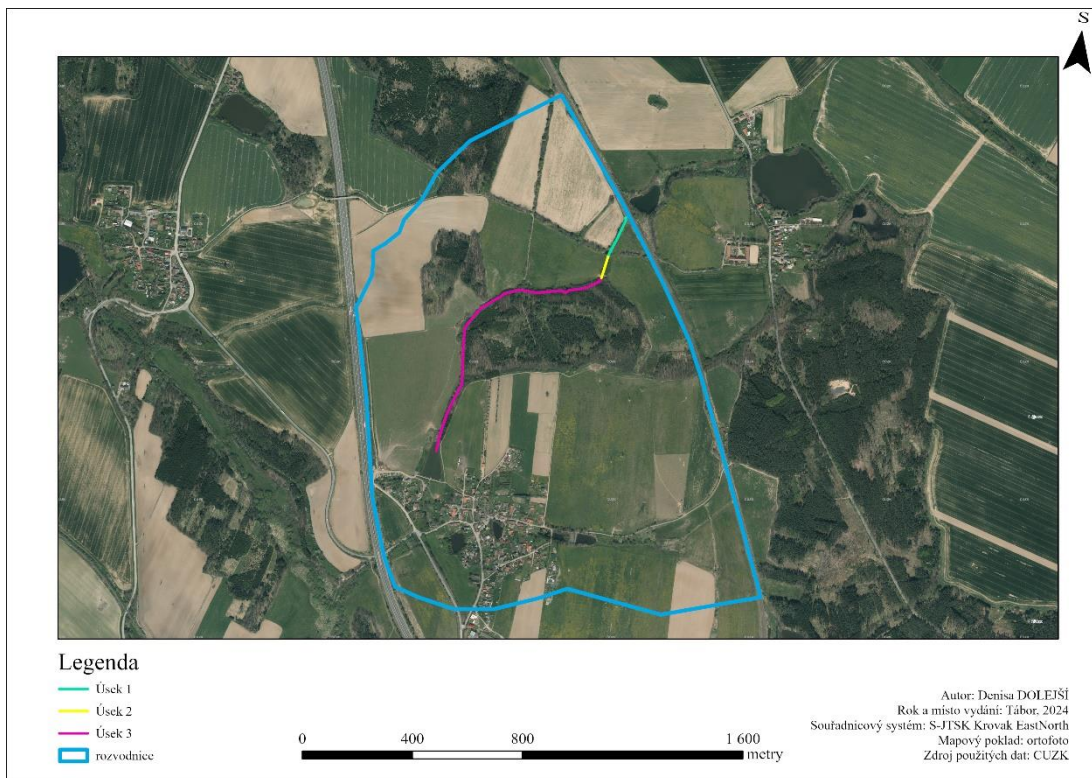 S
Legenda
Úsek 1
Úsek 2
Úsek 3
rozvodnice
0 400 800 1 600
metry
Autor: Denisa DOLEJŠÍ
Rok a místo vydání: Tábor, 2024
Souřadnicový systém: S-JTSK Krovak EastNorth
Mapový poklad: ortofoto
Zdroj použitých dat: CUZK